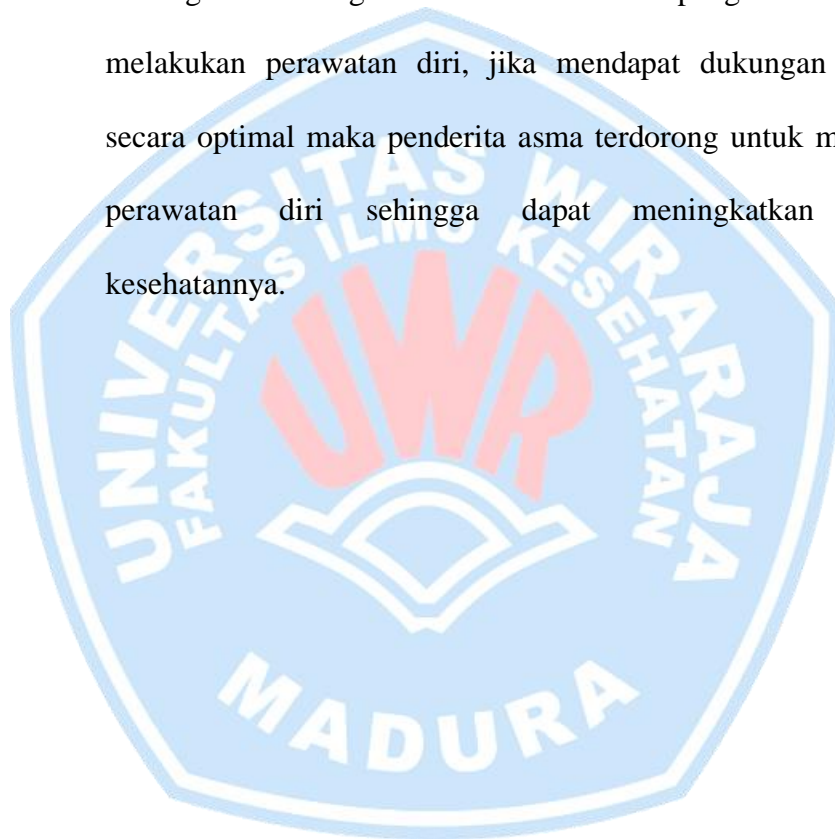 melakukan perawatan diri, jika mendapat dukungan
secara optimal maka penderita asma terdorong untuk
perawatan diri sehingga dapat meningkatkan
kesehatannya.
UNIVERSITAS WIRARAJA
FAKULTAS ILMU KESEHATAN
UWR
MADURA